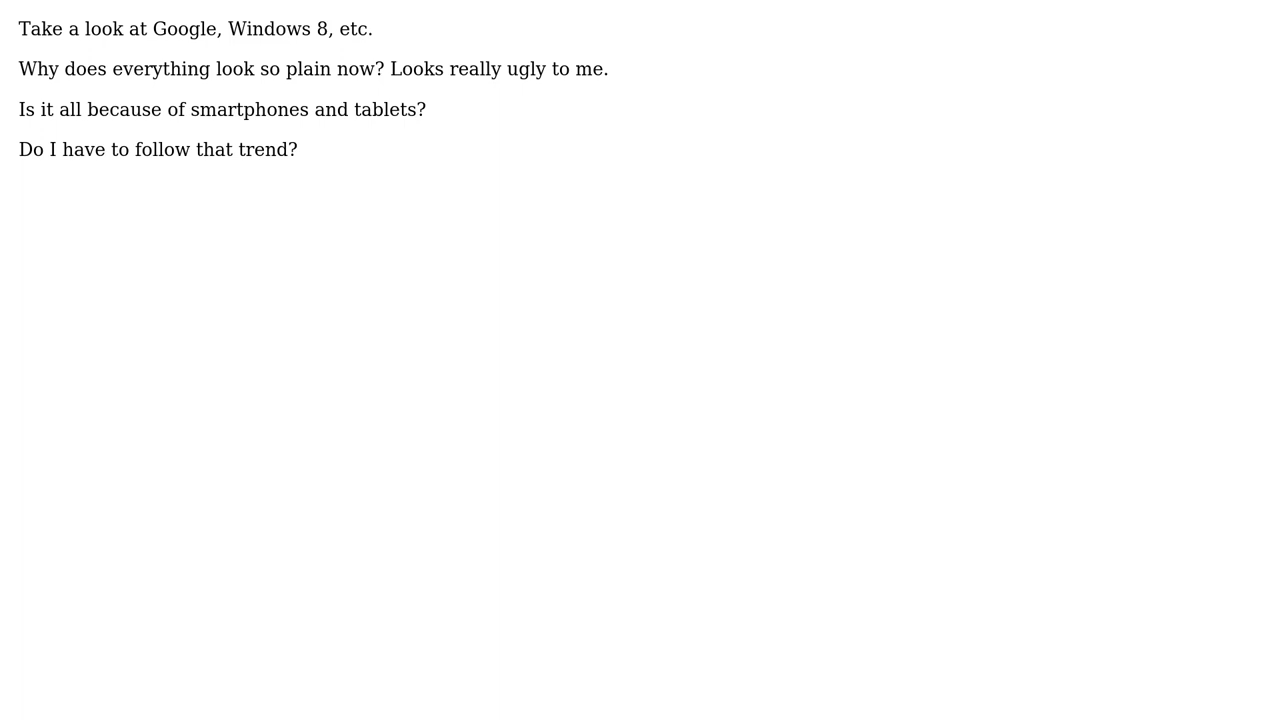 Take a look at Google, Windows 8, etc.
Why does everything look so plain now? Looks really ugly to me.
Is it all because of smartphones and tablets?
Do I have to follow that trend?